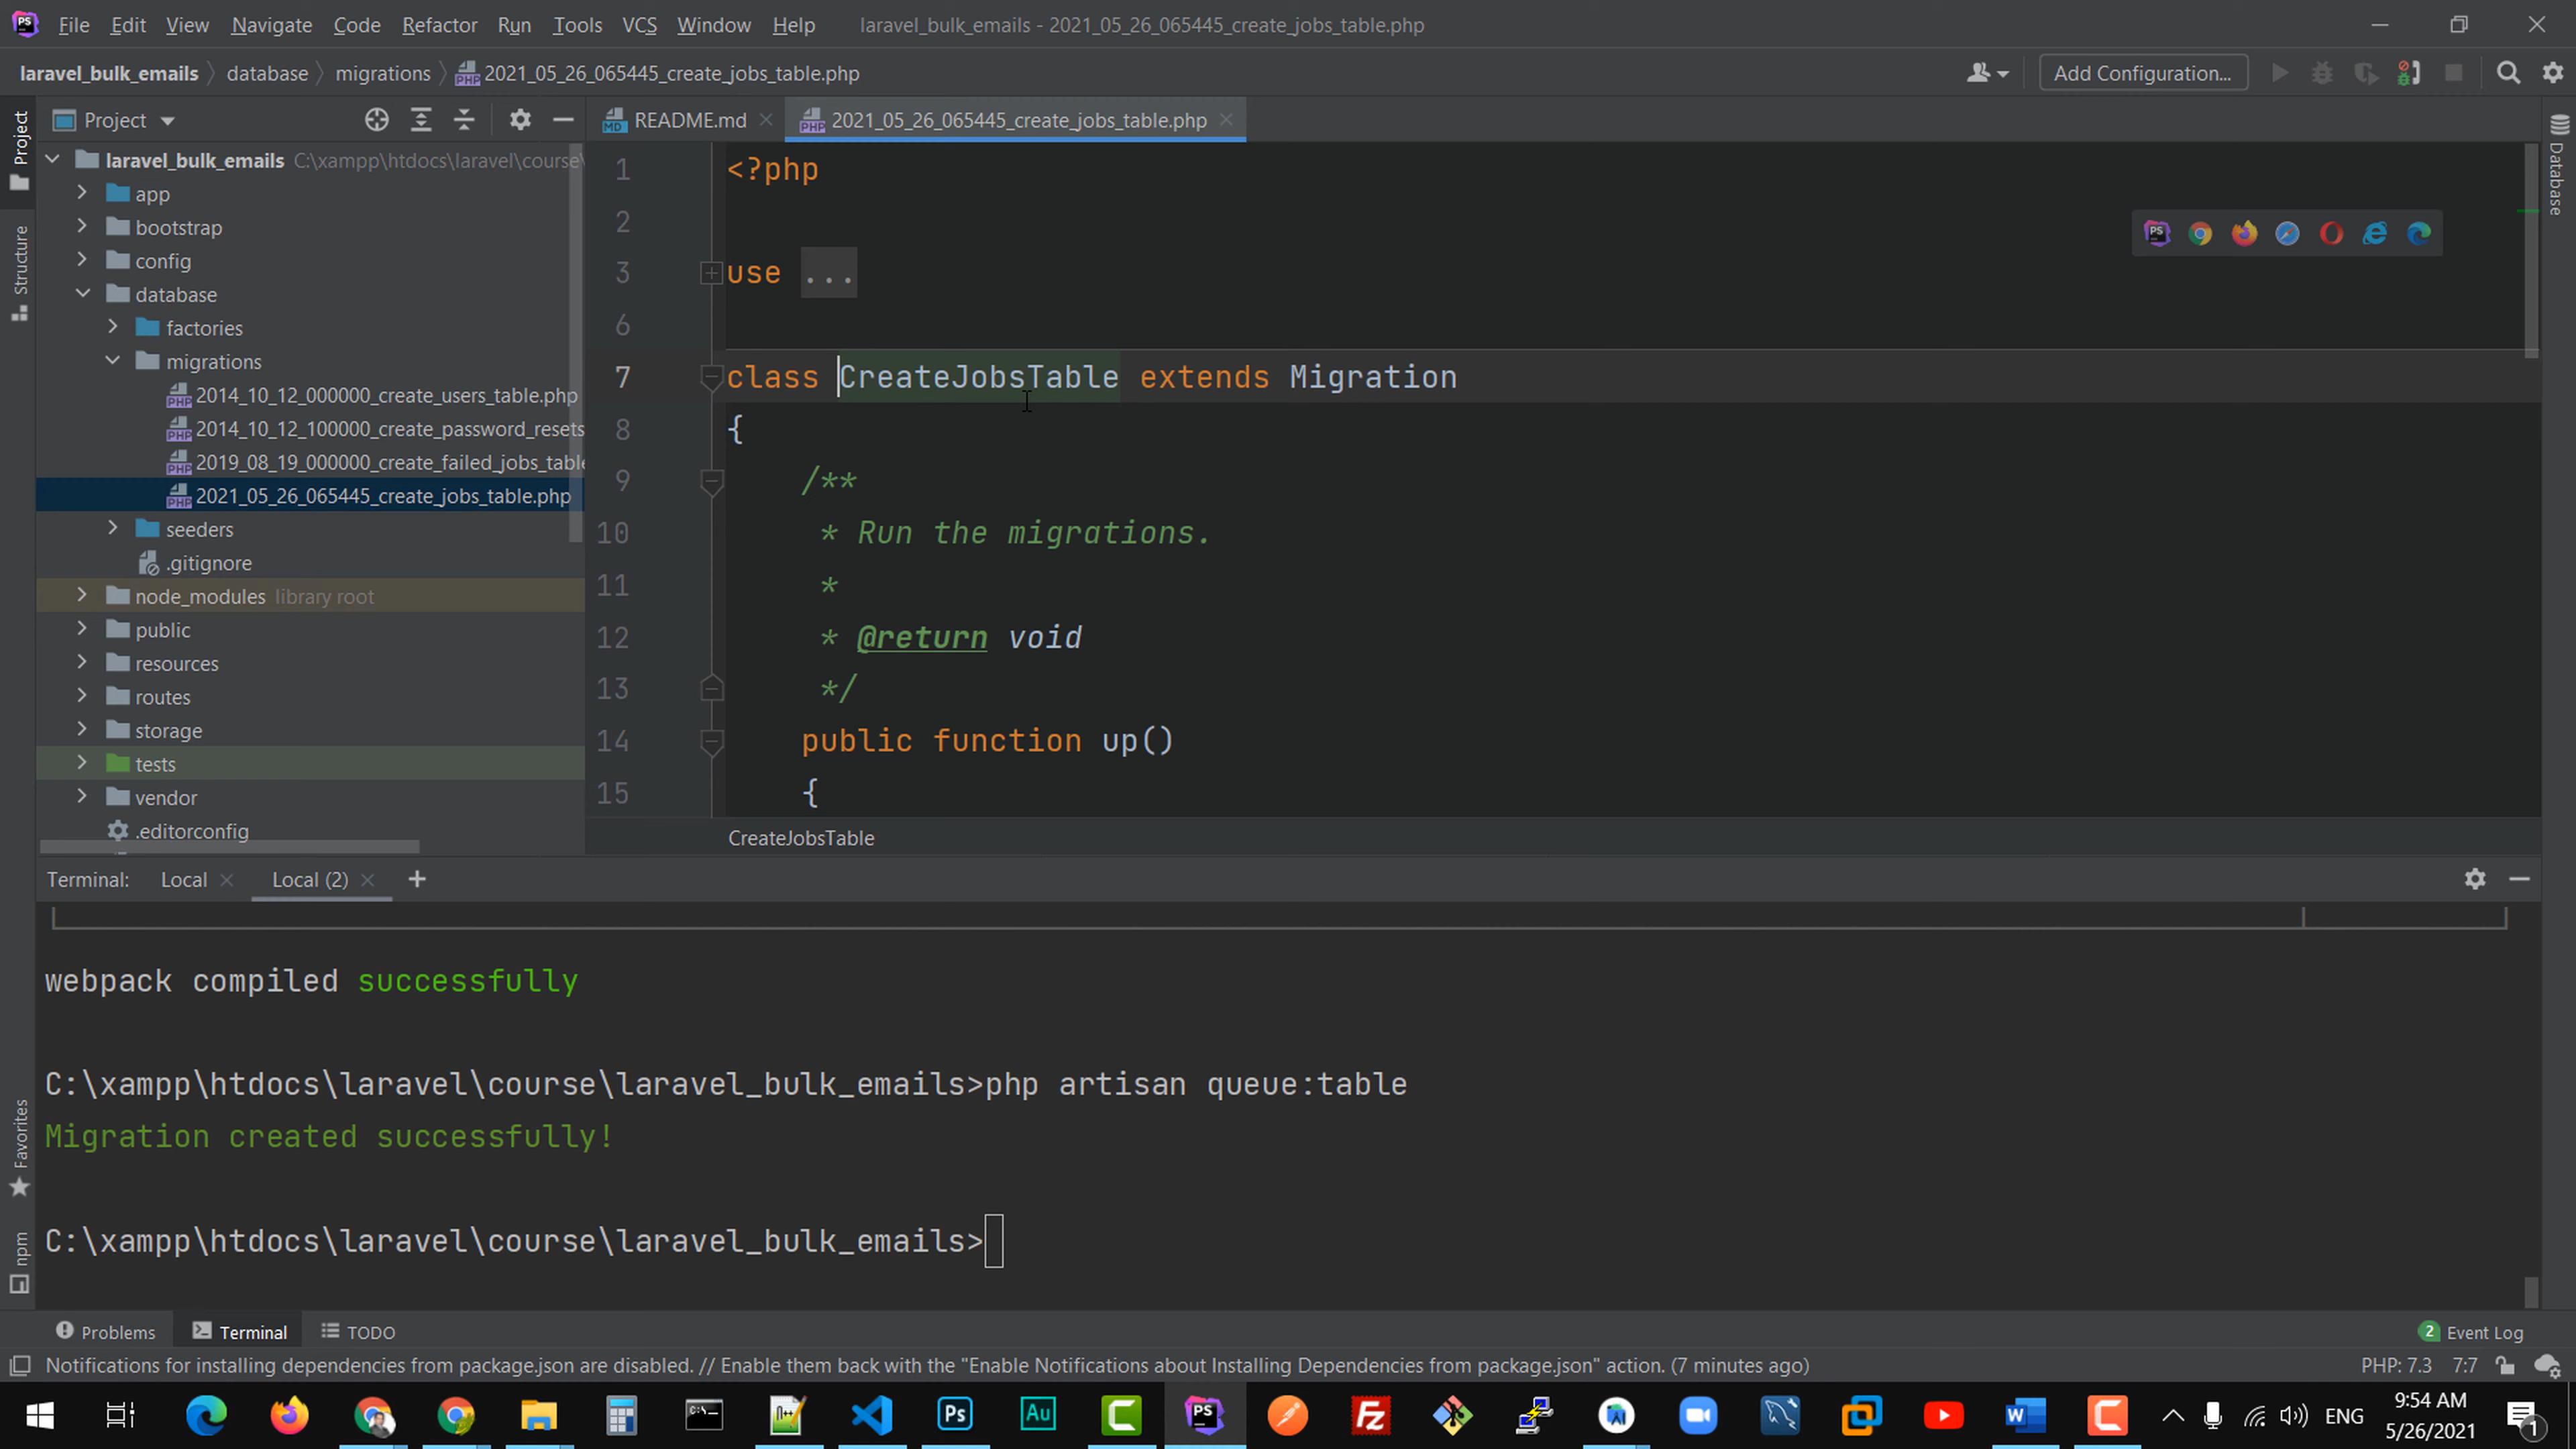 File Edit View Navigate Code Refactor Run Tools VCS Window Help laravel_bulk_emails - 2021_05_26_065445_create_jobs_table.php
laravel_bulk_emails database migrations 2021_05_26_065445_create_jobs_table.php Add Configuration...
Project
README.md
2021_05_26_065445_create_jobs_table.php
Project
Structure
Favorites
npm
Database
laravel_bulk_emails C:\xampp\htdocs\laravel\course\
app
bootstrap
config
database
factories
migrations
2014_10_12_000000_create_users_table.php
2014_10_12_100000_create_password_resets
2019_08_19_000000_create_failed_jobs_table
2021_05_26_065445_create_jobs_table.php
seeders
.gitignore
node_modules library root
public
resources
routes
storage
tests
vendor
.editorconfig
1 <?php
2
3 use ...
6
7 class CreateJobsTable extends Migration
8 {
9 /**
10 * Run the migrations.
11 *
12 * @return void
13 */
14 public function up()
15 {
CreateJobsTable
Terminal: Local Local (2)
webpack compiled successfully
C:\xampp\htdocs\laravel\course\laravel_bulk_emails>php artisan queue:table
Migration created successfully!
C:\xampp\htdocs\laravel\course\laravel_bulk_emails>
Problems Terminal TODO 2 Event Log
Notifications for installing dependencies from package.json are disabled. // Enable them back with the "Enable Notifications about Installing Dependencies from package.json" action. (7 minutes ago) PHP: 7.3 7:7
ENG
9:54 AM
5/26/2021
1